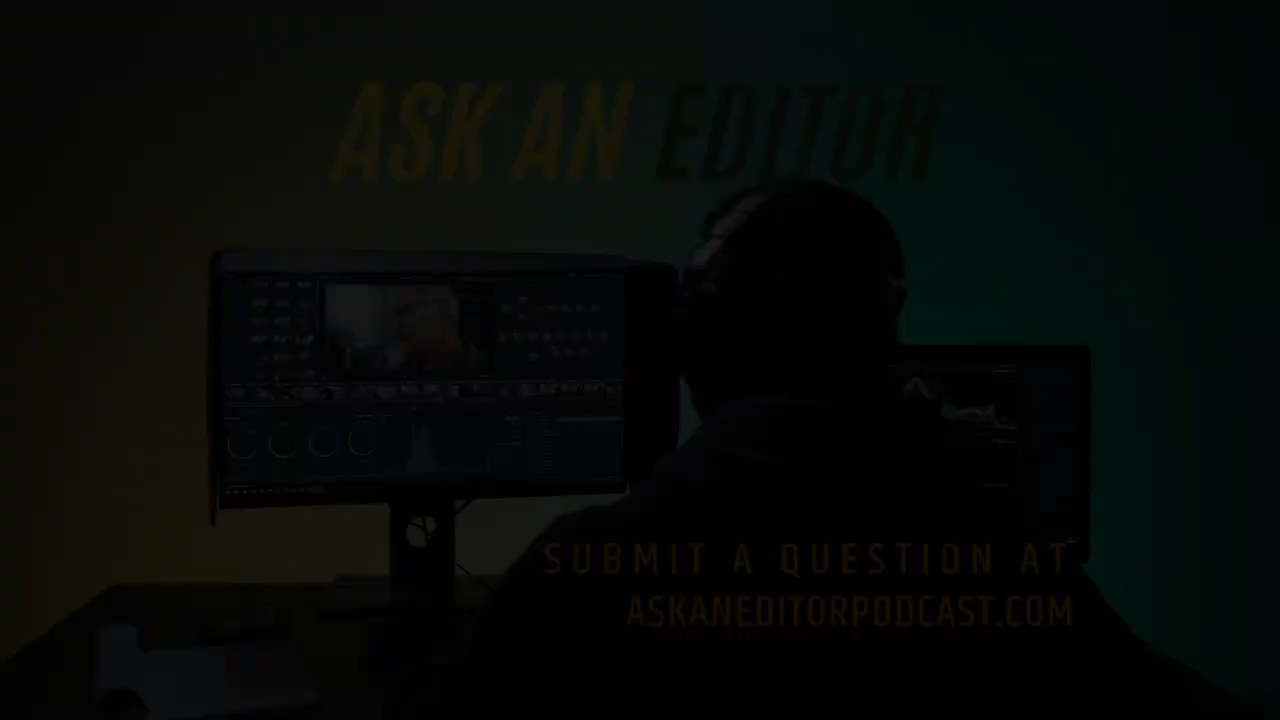 ASK AN EDITOR
SUBMIT A QUESTION AT
ASKANEDITORPODCAST.COM